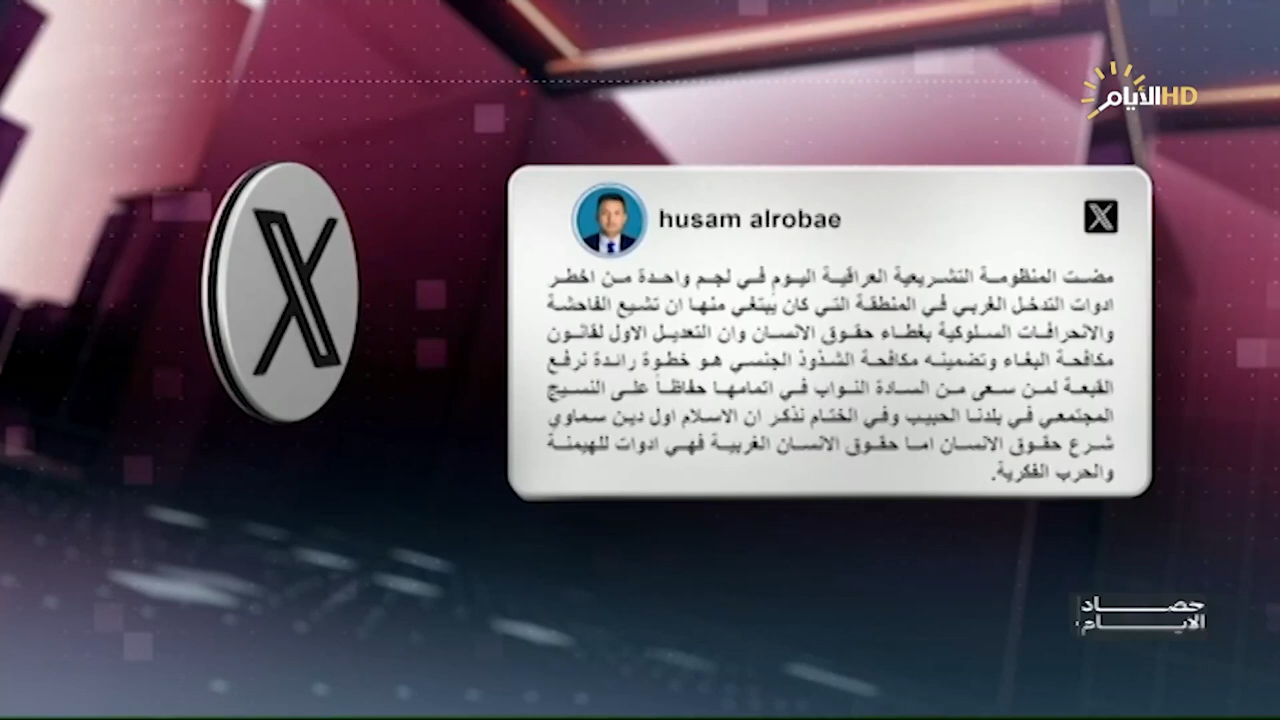 الأيام HD
husam alrobae
مضت المنظومة التشريعية العراقية اليوم في لجم واحدة من اخطر
ادوات التدخل الغربي في المنطقة التي كان يبتغي منها ان تشيع الفاحشة
والانحرافات السلوكية بغطاء حقوق الانسان وان التعديل الاول لقانون
مكافحة البغاء وتضمينه مكافحة الشذوذ الجنسي هو خطوة رائدة نرفع
القبعة لمن سعى من السادة النواب في اتمامها حفاظاً على النسيج
المجتمعي في بلدنا الحبيب وفي الختام نذكر ان الاسلام اول دين سماوي
شرع حقوق الانسان اما حقوق الانسان الغربية فهي ادوات للهيمنة
والحرب الفكرية.
حصاد
الايام